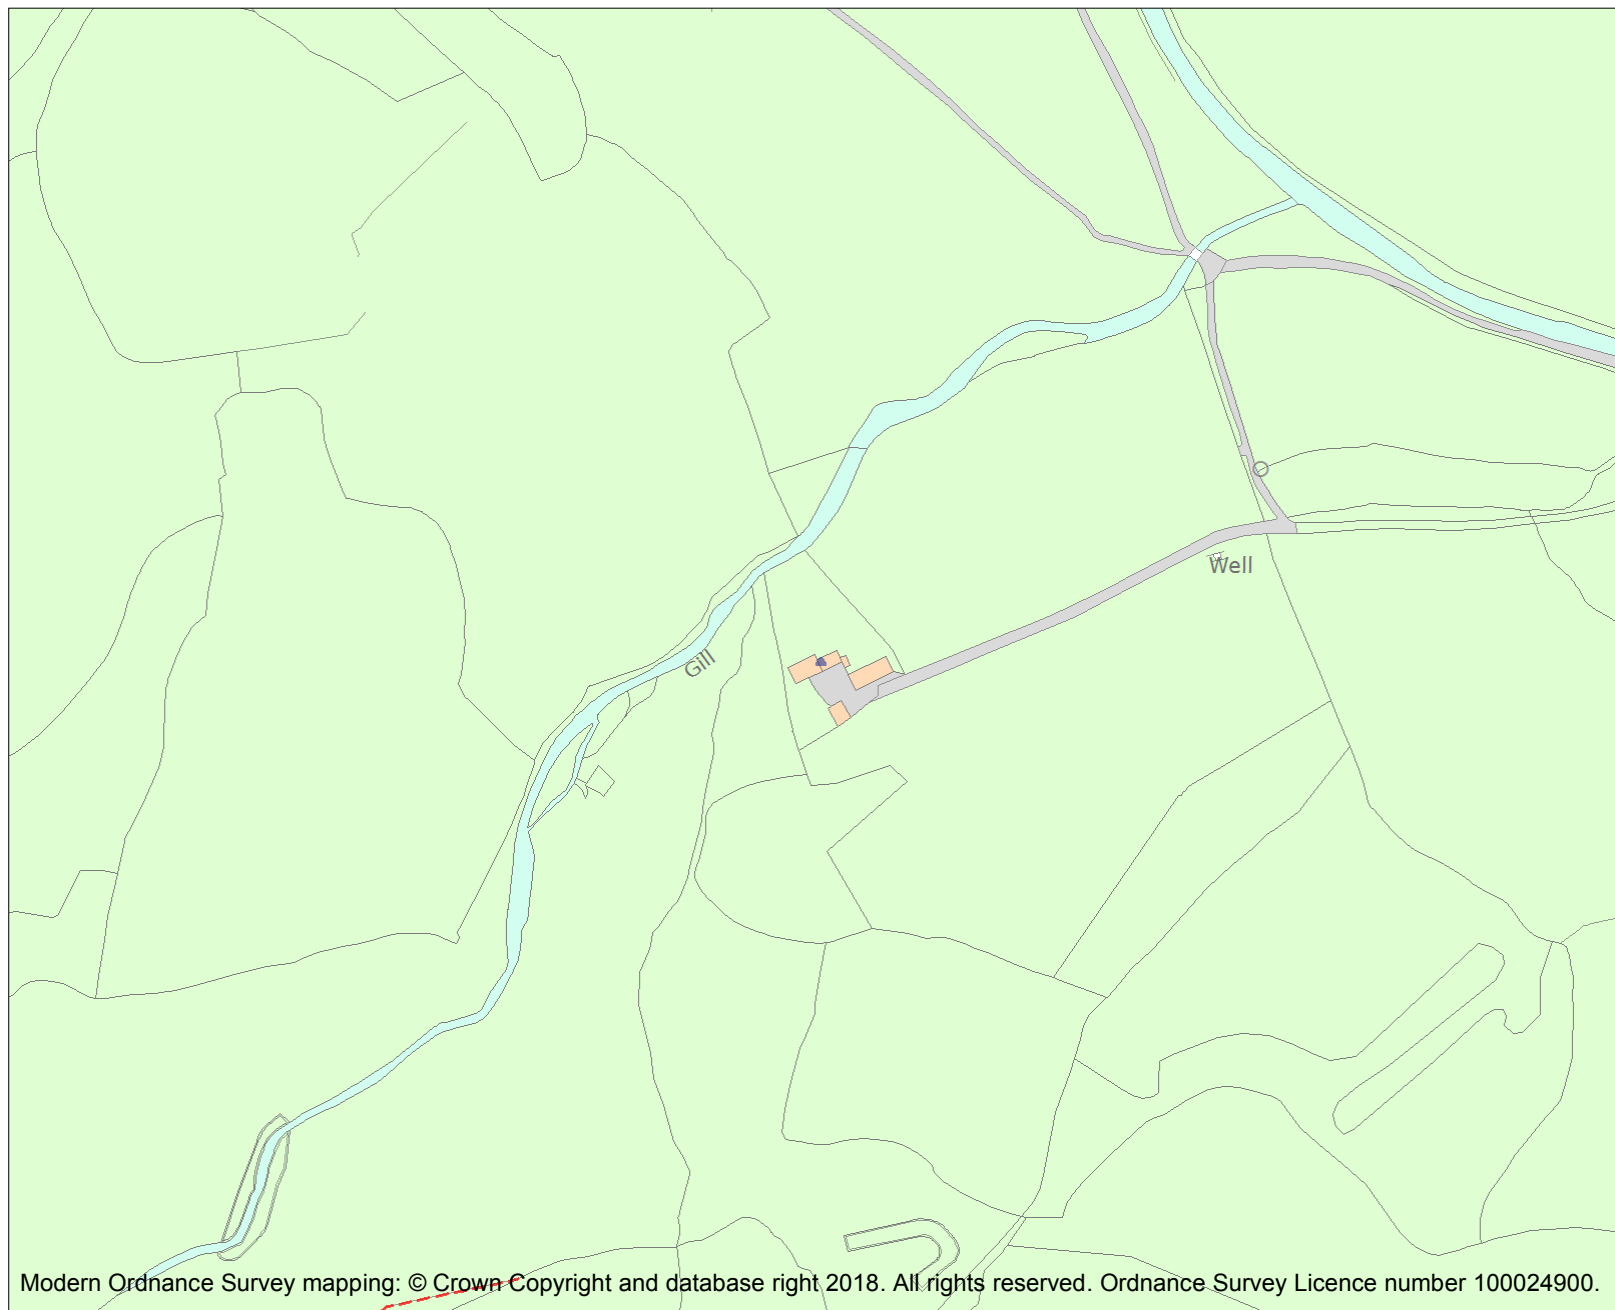 Well
Gill
Modern Ordnance Survey mapping: © Crown Copyright and database right 2018. All rights reserved. Ordnance Survey Licence number 100024900.